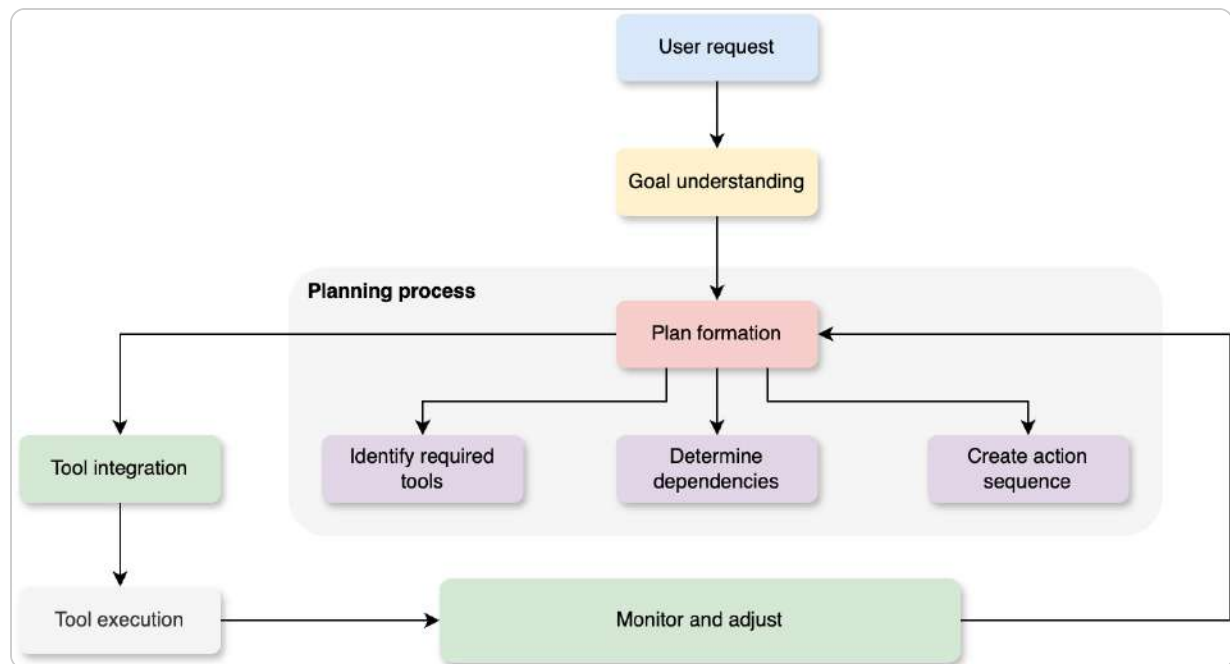 User request
Goal understanding
Planning process
Plan formation
Tool integration
Identify required
tools
Determine
dependencies
Create action
sequence
Tool execution
Monitor and adjust